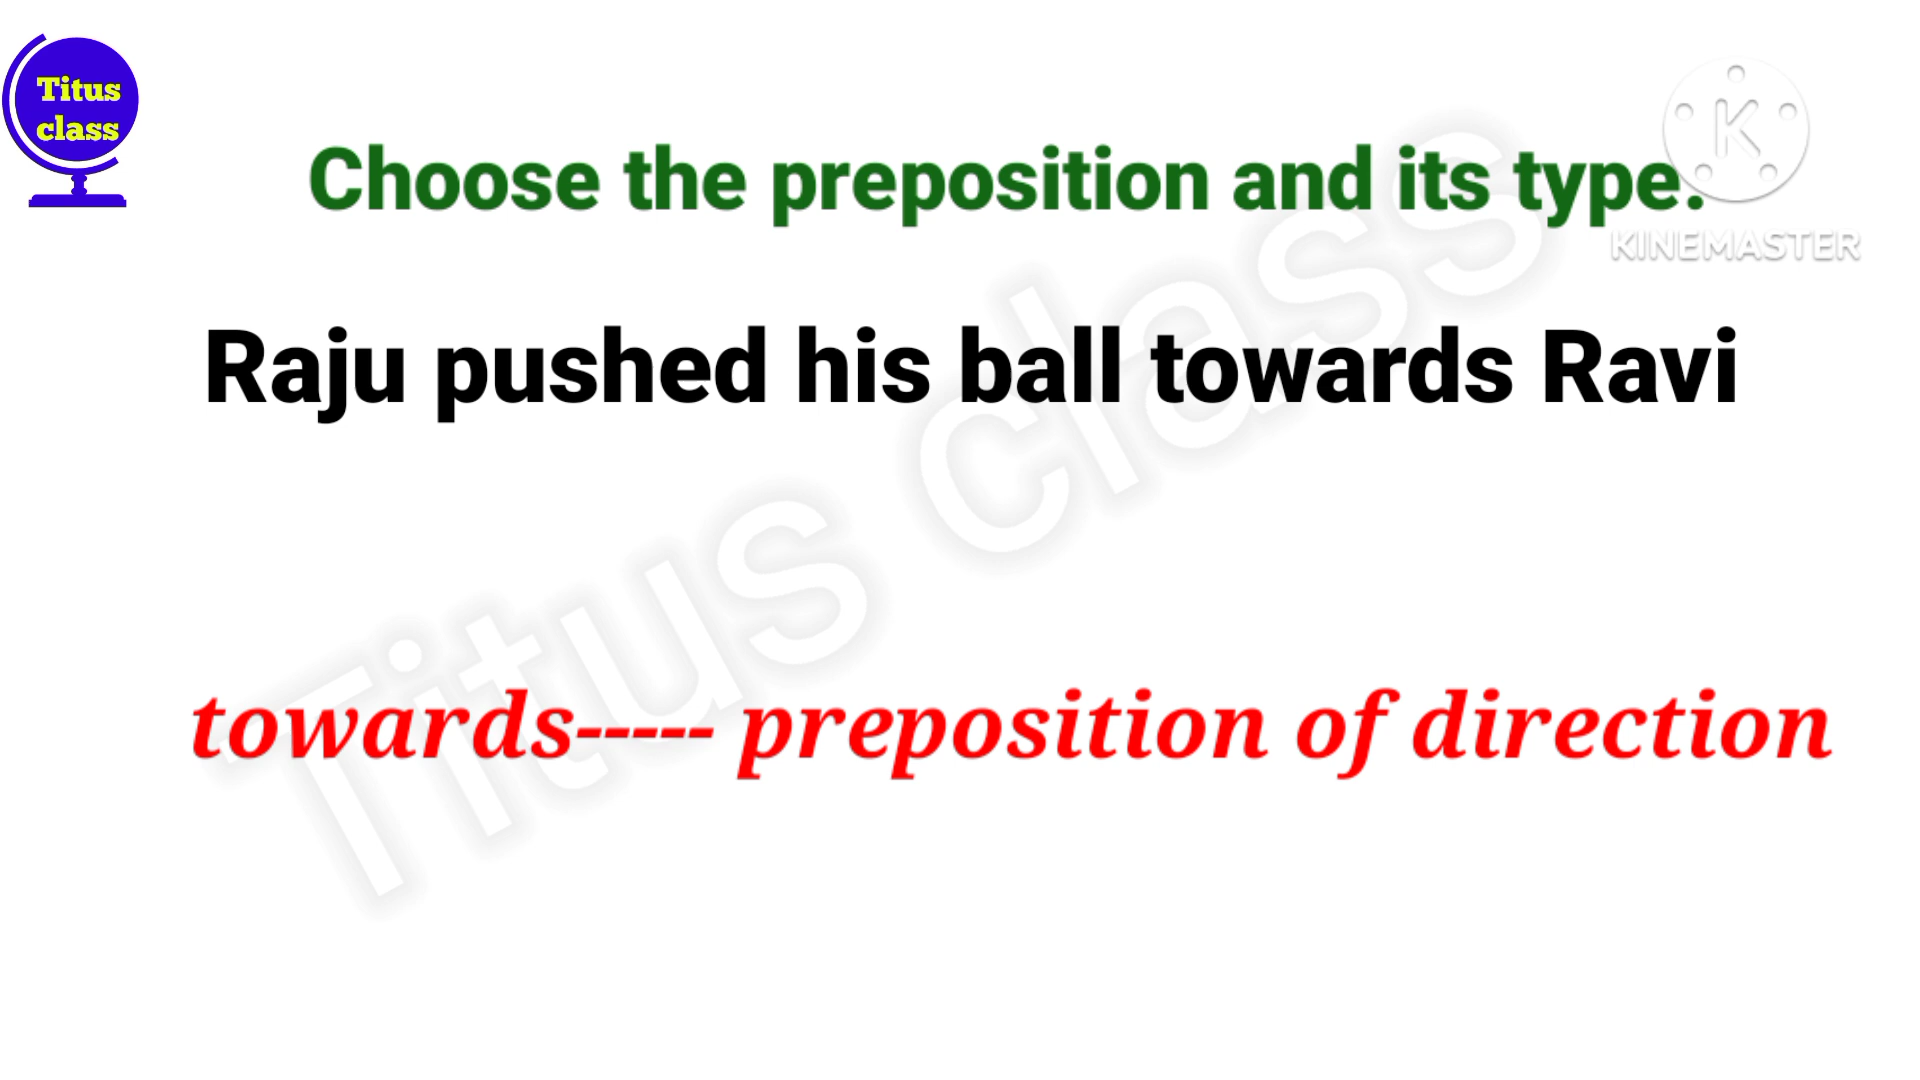 Titus
class
Choose the preposition and its type.
K
KINEMASTER
Raju pushed his ball towards Ravi
Titus class
towards----- preposition of direction